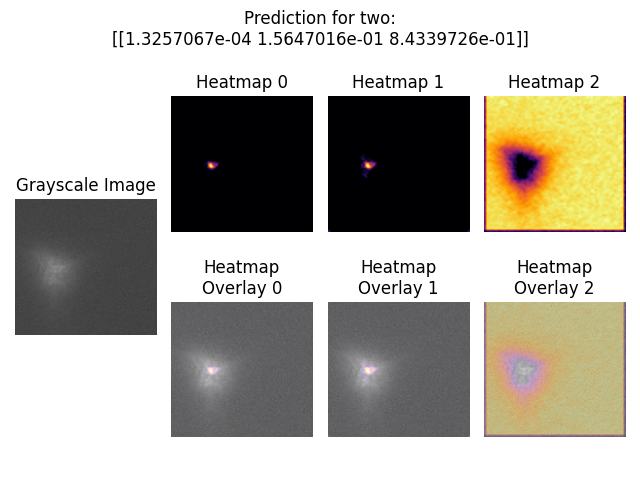 Prediction for two:
[[1.3257067e-04 1.5647016e-01 8.4339726e-01]]
Heatmap 0
Heatmap 1
Heatmap 2
Grayscale Image
Heatmap
Overlay 0
Heatmap
Overlay 1
Heatmap
Overlay 2